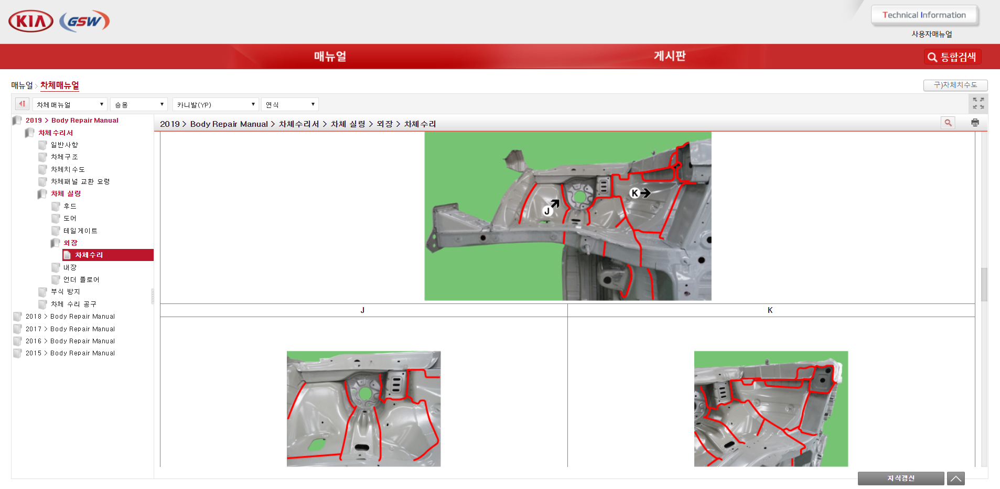 KIA GSW
Technical Information
사용자매뉴얼
매뉴얼
게시판
통합검색
매뉴얼 > 차체매뉴얼
구)차체치수도
차체매뉴얼
승용
카니발(YP)
연식
2019 > Body Repair Manual
차체수리서
일반사항
차체구조
차체치수도
차체패널 교환 요령
차체 실링
후드
도어
테일게이트
외장
차체수리
내장
언더 플로어
부식 방지
차체 수리 공구
2018 > Body Repair Manual
2017 > Body Repair Manual
2016 > Body Repair Manual
2015 > Body Repair Manual
2019 > Body Repair Manual > 차체수리서 > 차체 실링 > 외장 > 차체수리
K
J
J
K
지식갱신